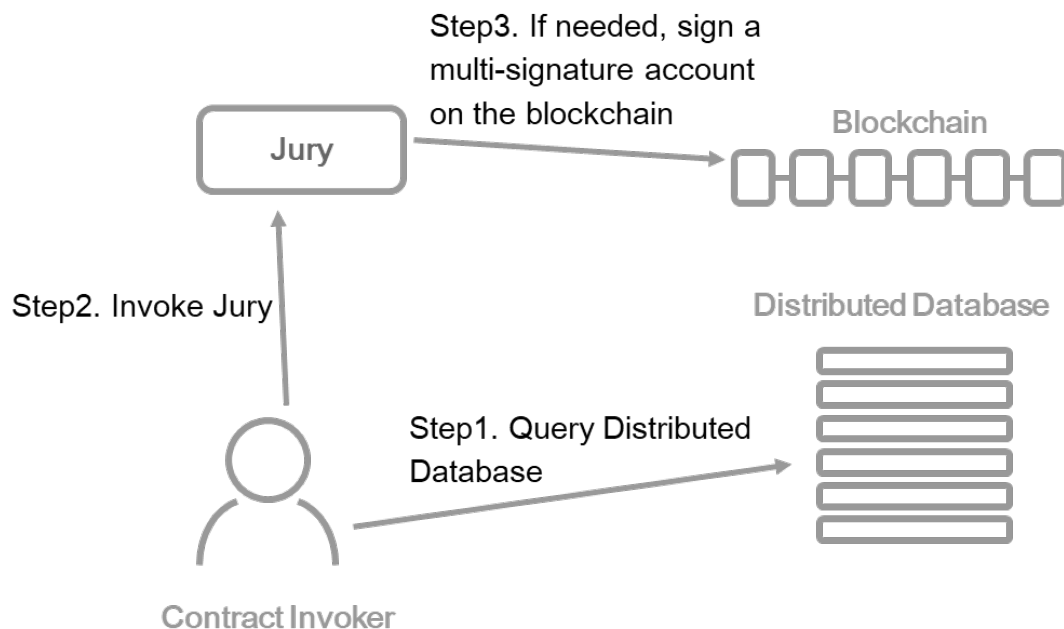 Step3. If needed, sign a
multi-signature account
on the blockchain
Jury
Blockchain
Step2. Invoke Jury
Distributed Database
Step1. Query Distributed
Database
Contract Invoker